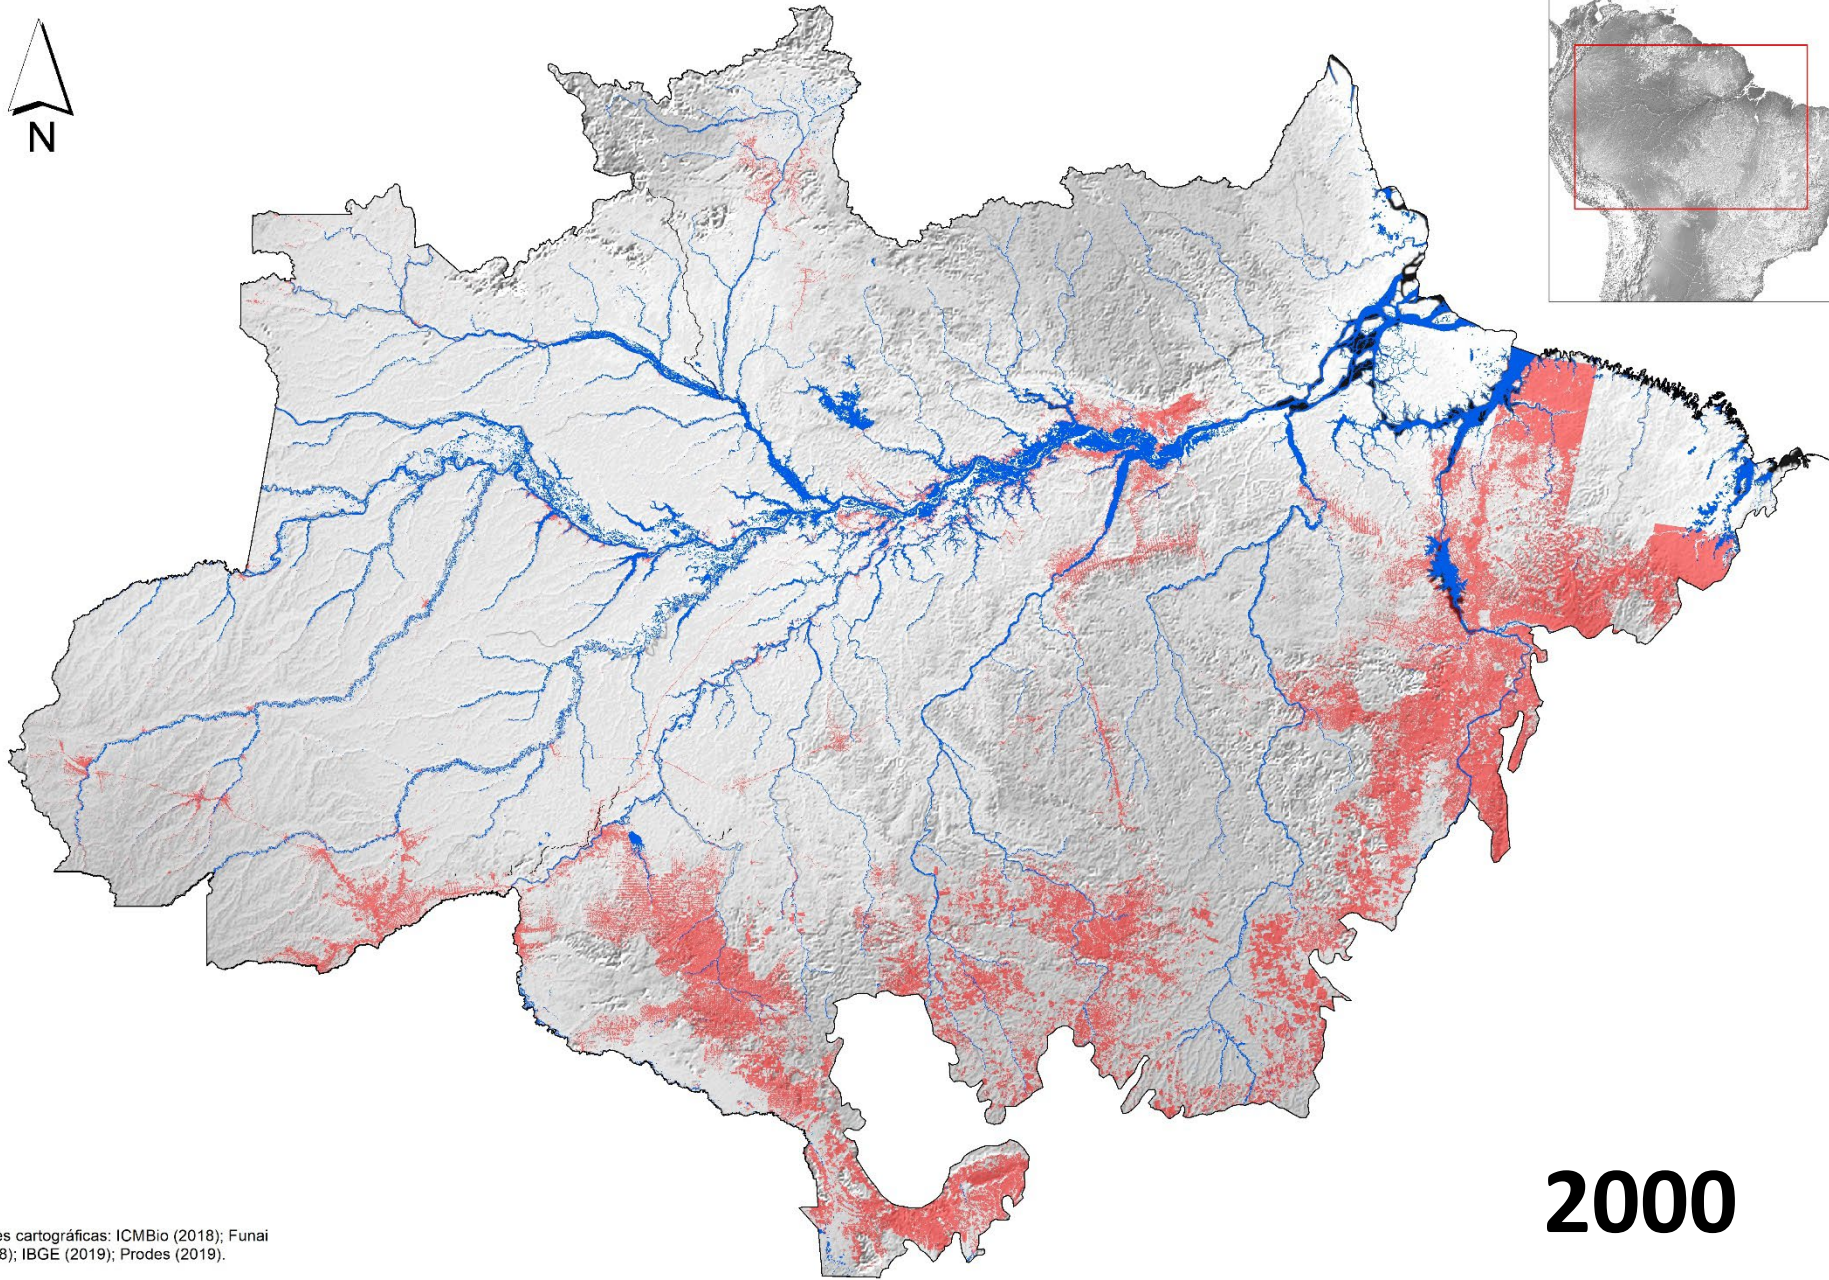 N
es cartográficas: ICMBio (2018); Funai
8); IBGE (2019); Prodes (2019).
2000